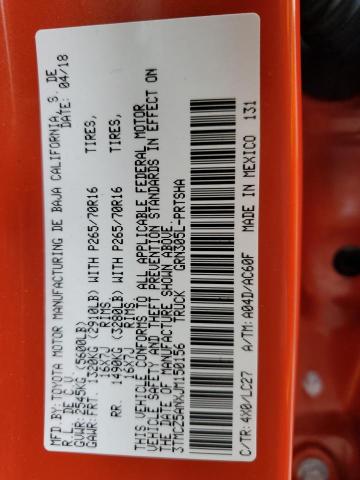 MFD.BY:TOYOTA MOTOR MANUFACTURING DE BAJA CALIFORNIA, S. DE
R.L. DE C.V. DATE: 04/18
GVWR:2545KG (5600LB)
GAWR:FRT. 1320KG (2910LB) WITH P265/70R16 TIRES,
16X7J RIMS,
RR. 1490KG (3280LB) WITH P265/70R16 TIRES,
16X7J RIMS,
THIS VEHICLE CONFORMS TO ALL APPLICABLE FEDERAL MOTOR
VEHICLE SAFETY AND THEFT PREVENTION STANDARDS IN EFFECT ON
THE DATE OF MANUFACTURE SHOWN ABOVE.
3TMCZ5ANXJM150156 TRUCK GRN305L-PRTSHA
C/TR:4X0/LC27 A/TM:A04D/AC60F MADE IN MEXICO 131